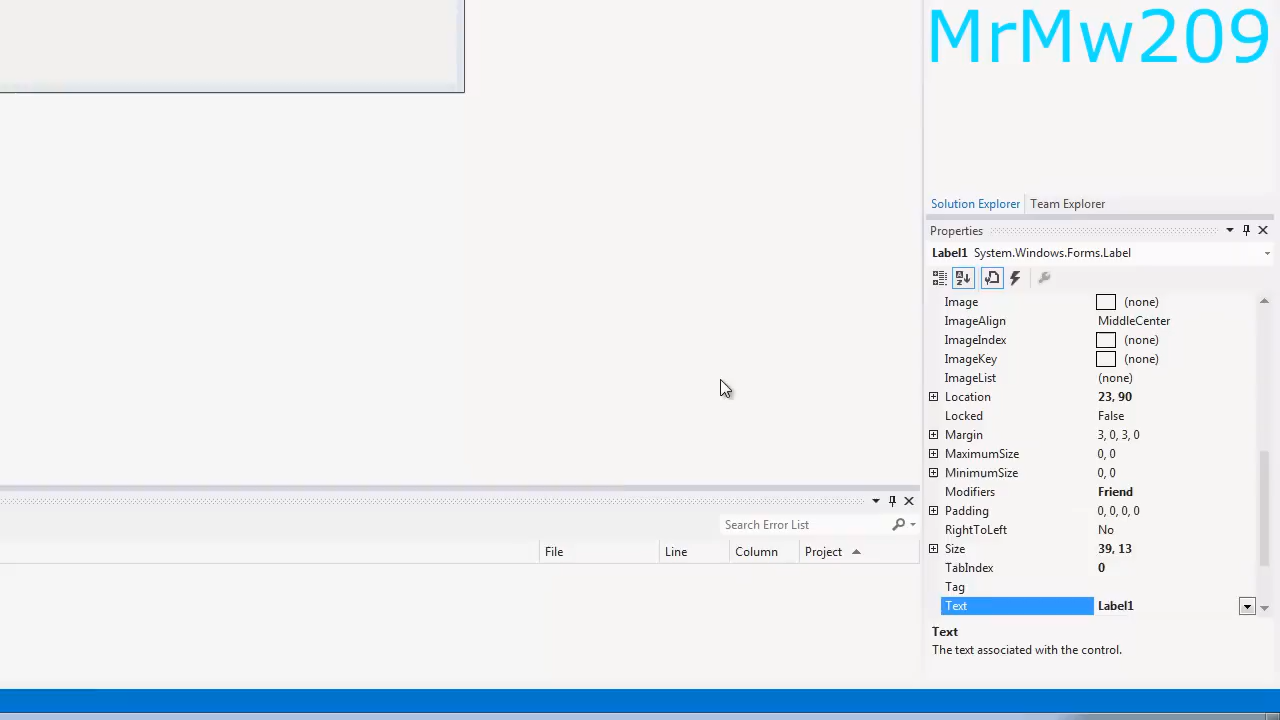 MrMw209
Solution Explorer Team Explorer
Properties
Label1 System.Windows.Forms.Label
Image (none)
ImageAlign MiddleCenter
ImageIndex (none)
ImageKey (none)
ImageList (none)
Location 23, 90
Locked False
Margin 3, 0, 3, 0
MaximumSize 0, 0
MinimumSize 0, 0
Modifiers Friend
Padding 0, 0, 0, 0
RightToLeft No
Size 39, 13
TabIndex 0
Tag
Text Label1
Text
The text associated with the control.
Search Error List
File Line Column Project